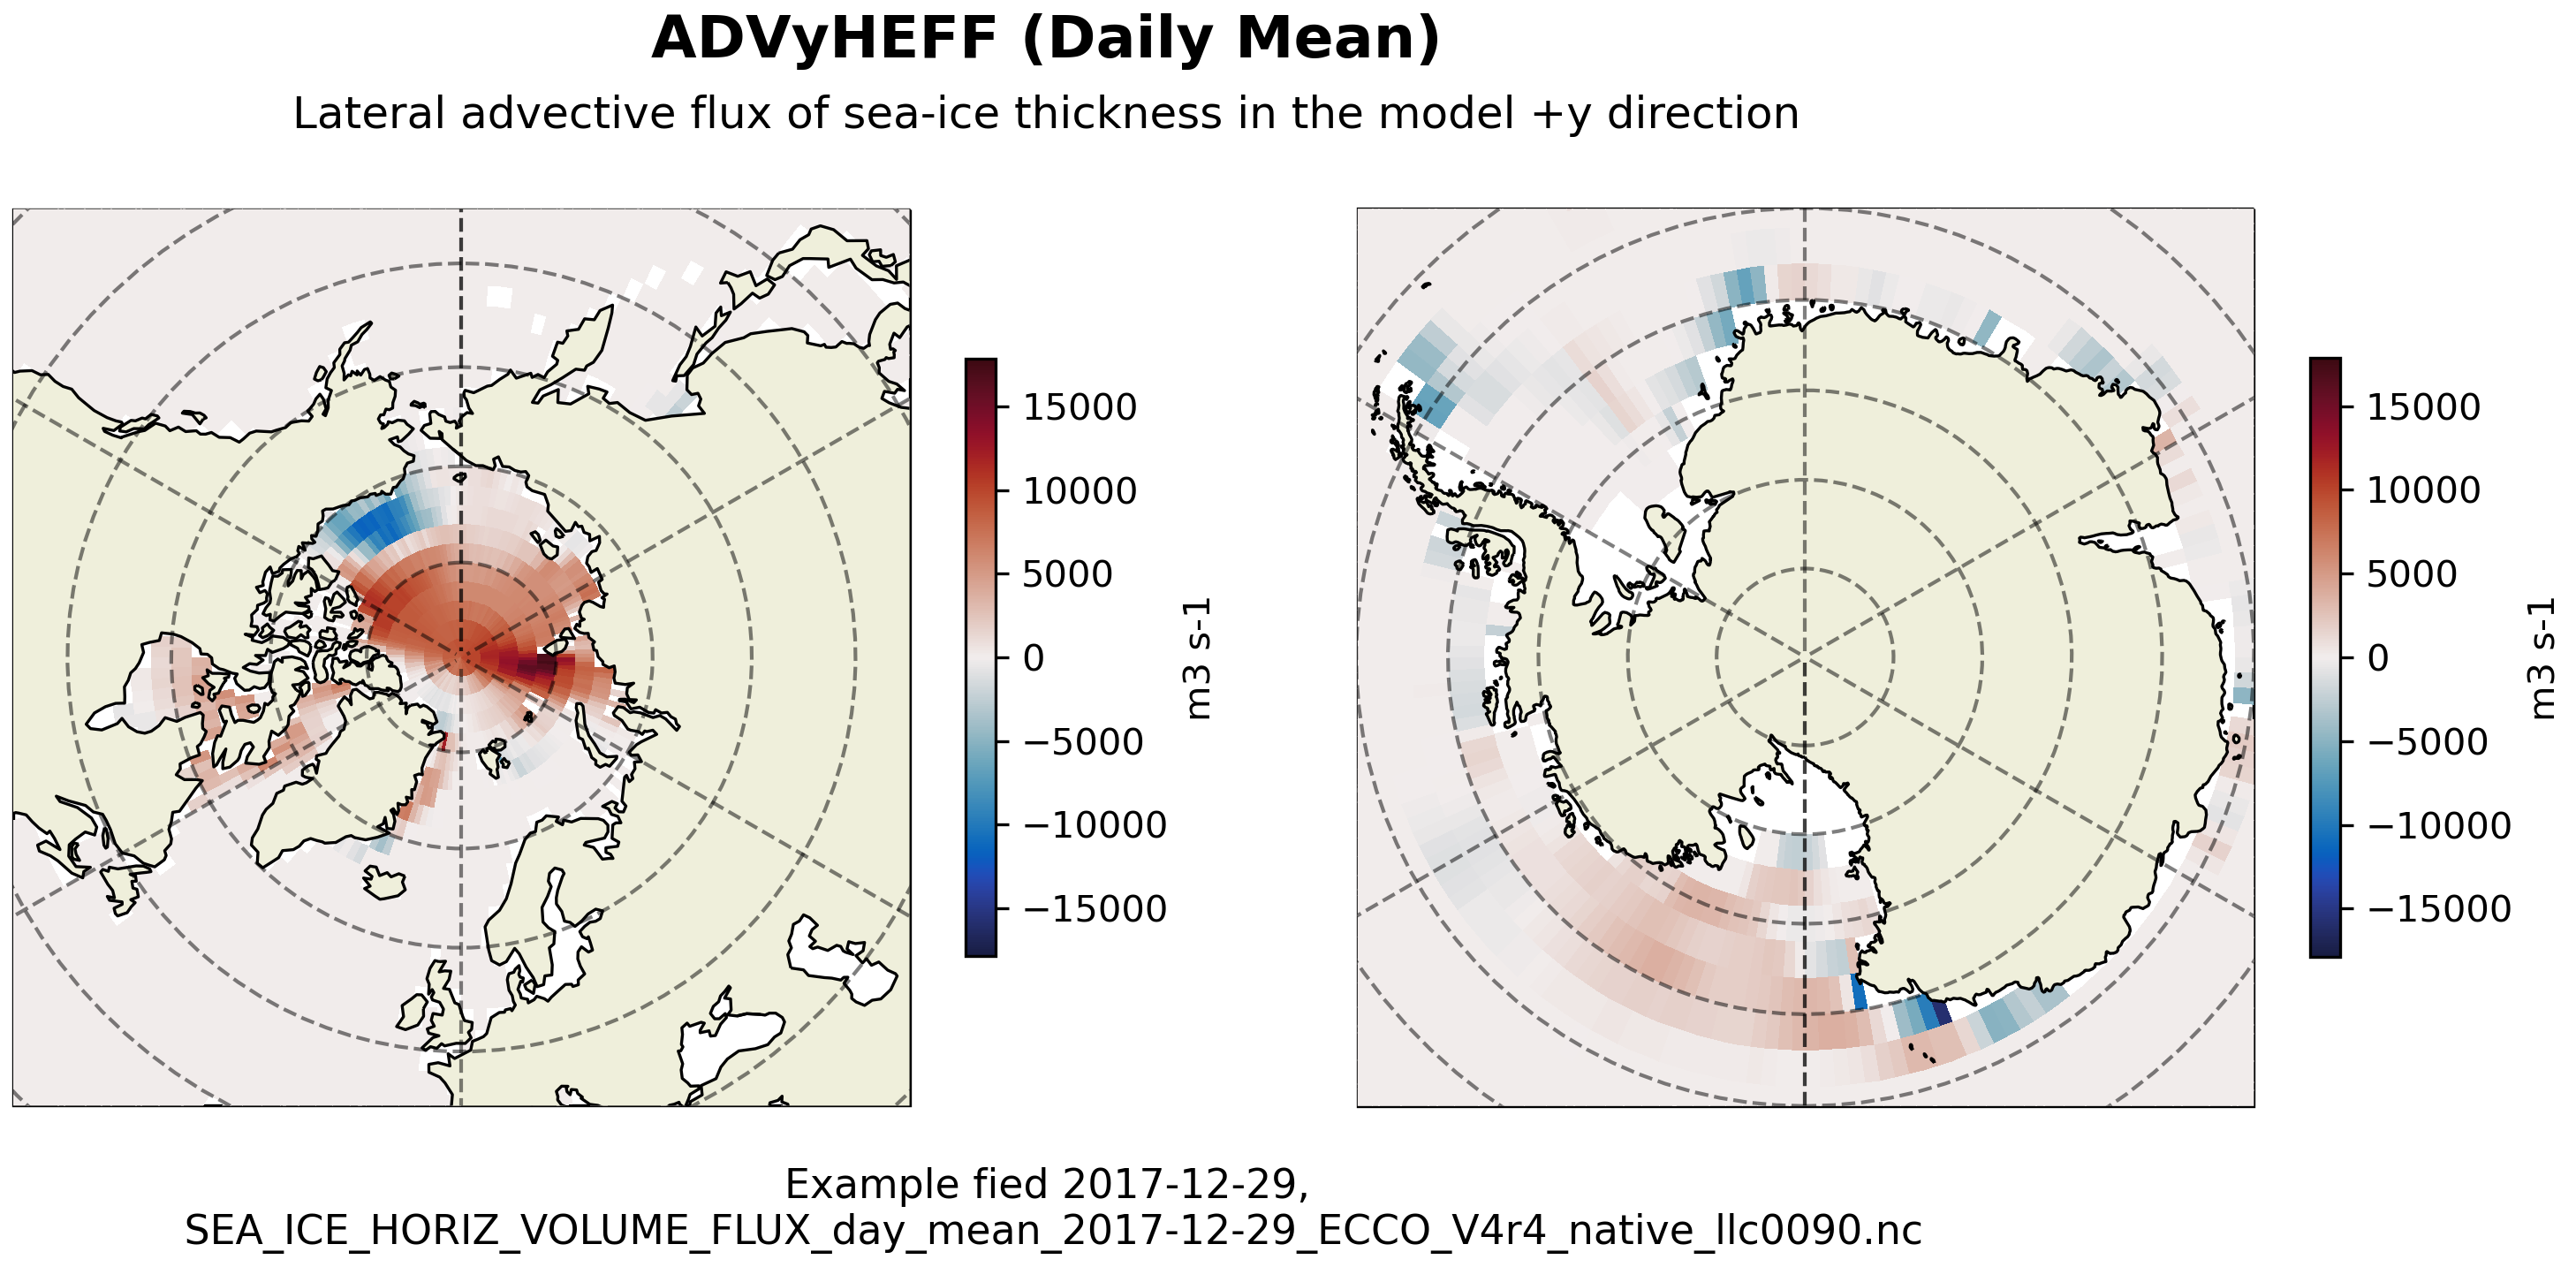 ADVyHEFF (Daily Mean)
Lateral advective flux of sea-ice thickness in the model +y direction
15000
10000
5000
0
−5000
−10000
−15000
m3 s-1
15000
10000
5000
0
−5000
−10000
−15000
m3 s-1
Example fied 2017-12-29,
SEA_ICE_HORIZ_VOLUME_FLUX_day_mean_2017-12-29_ECCO_V4r4_native_llc0090.nc